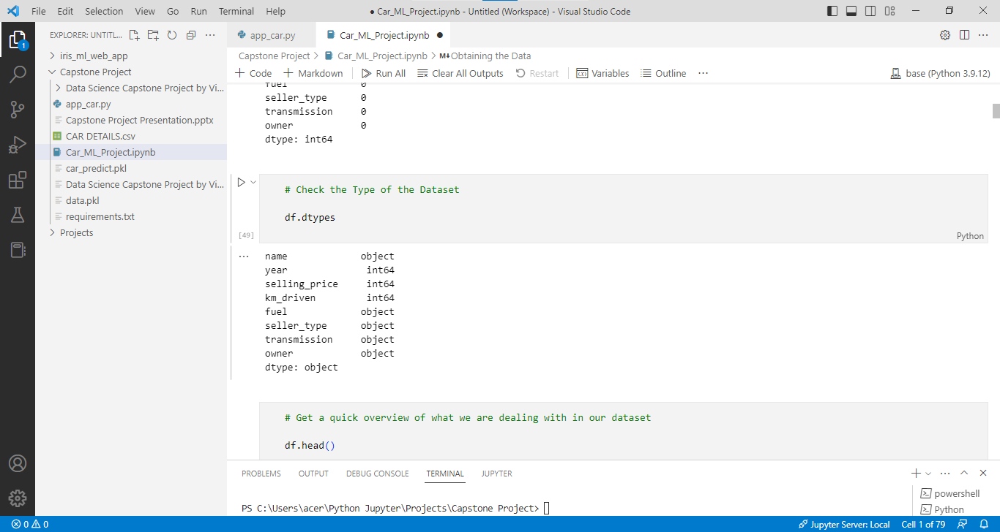 File Edit Selection View Go Run Terminal Help
● Car_ML_Project.ipynb - Untitled (Workspace) - Visual Studio Code
EXPLORER: UNTITL...
1
iris_ml_web_app
Capstone Project
Data Science Capstone Project by Vi...
app_car.py
Capstone Project Presentation.pptx
CAR DETAILS.csv
Car_ML_Project.ipynb
car_predict.pkl
Data Science Capstone Project by Vi...
data.pkl
requirements.txt
Projects
app_car.py Car_ML_Project.ipynb ●
Capstone Project > Car_ML_Project.ipynb > M↓Obtaining the Data
+ Code + Markdown Run All Clear All Outputs Restart Variables Outline ... base (Python 3.9.12)
fuel 0
seller_type 0
transmission 0
owner 0
dtype: int64
# Check the Type of the Dataset
df.dtypes
[49]
Python
... name object
year int64
selling_price int64
km_driven int64
fuel object
seller_type object
transmission object
owner object
dtype: object
# Get a quick overview of what we are dealing with in our dataset
df.head()
PROBLEMS OUTPUT DEBUG CONSOLE TERMINAL JUPYTER
PS C:\Users\acer\Python Jupyter\Projects\Capstone Project>
powershell
Python
0 0 Jupyter Server: Local Cell 1 of 79